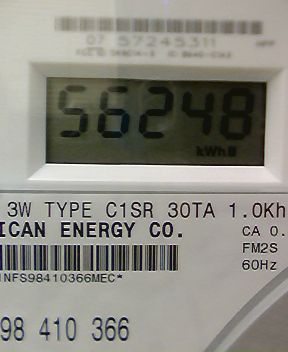 07 57245311
56248
kWh
3W TYPE C1SR 30TA 1.0Kh
ICAN ENERGY CO.
CA 0.
FM2S
60Hz
NFS98410366MEC*
98 410 366